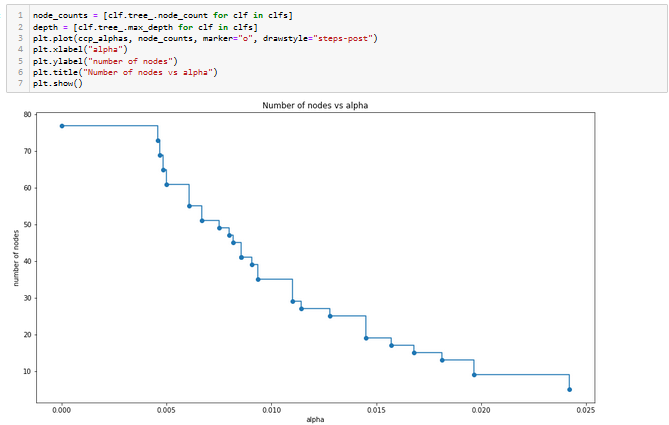 1 node_counts = [clf.tree_.node_count for clf in clfs]
2 depth = [clf.tree_.max_depth for clf in clfs]
3 plt.plot(ccp_alphas, node_counts, marker="o", drawstyle="steps-post")
4 plt.xlabel("alpha")
5 plt.ylabel("number of nodes")
6 plt.title("Number of nodes vs alpha")
7 plt.show()
Number of nodes vs alpha
80
70
60
50
40
30
20
10
number of nodes
0.000 0.005 0.010 0.015 0.020 0.025
alpha